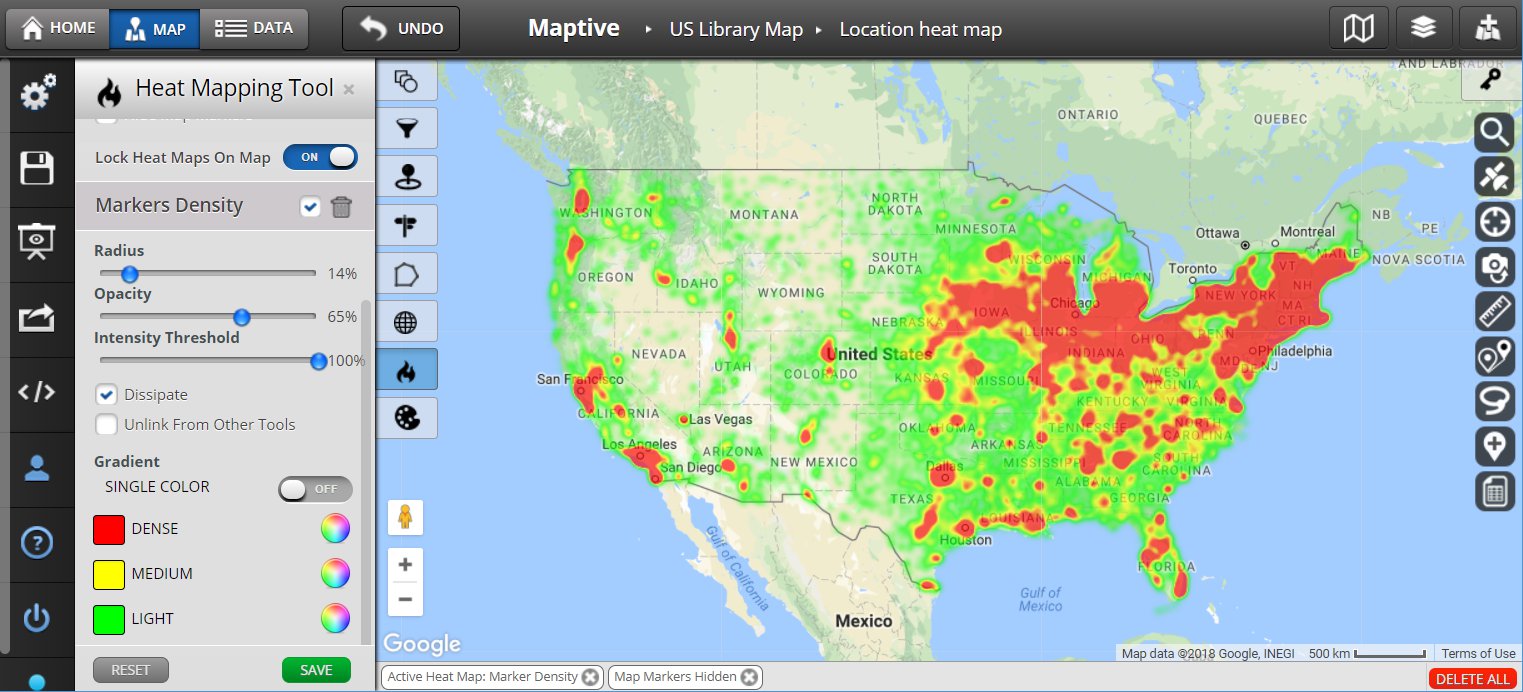 HOME
MAP
DATA
UNDO
Maptive ▸ US Library Map ▸ Location heat map
Heat Mapping Tool ×
Lock Heat Maps On Map ON
Markers Density
Radius
14%
Opacity
65%
Intensity Threshold
100%
Dissipate
Unlink From Other Tools
Gradient
SINGLE COLOR OFF
DENSE
MEDIUM
LIGHT
RESET
SAVE
AND LABRADOR
ONTARIO
QUEBEC
NB
PE
NOVA SCOTIA
Ottawa
Montreal
Toronto
MAINE
VT
NH
MA
CT RI
NEW YORK
PENN
Philadelphia
MD
DE NJ
WASHINGTON
MONTANA
NORTH
DAKOTA
MINNESOTA
OREGON
IDAHO
WYOMING
SOUTH
DAKOTA
WISCONSIN
MICHIGAN
Chicago
IOWA
NEBRASKA
ILLINOIS
INDIANA
OHIO
NEVADA
UTAH
COLORADO
United States
KANSAS
MISSOURI
WEST
VIRGINIA
KENTUCKY
VIRGINIA
San Francisco
CALIFORNIA
Las Vegas
Los Angeles
San Diego
ARIZONA
NEW MEXICO
OKLAHOMA
ARKANSAS
TENNESSEE
NORTH
CAROLINA
SOUTH
CAROLINA
MISSISSIPPI
ALABAMA
GEORGIA
Dallas
TEXAS
LOUISIANA
Houston
FLORIDA
Gulf of California
Gulf of
Mexico
Mexico
Google
Map data ©2018 Google, INEGI 500 km Terms of Use
Active Heat Map: Marker Density
Map Markers Hidden
DELETE ALL